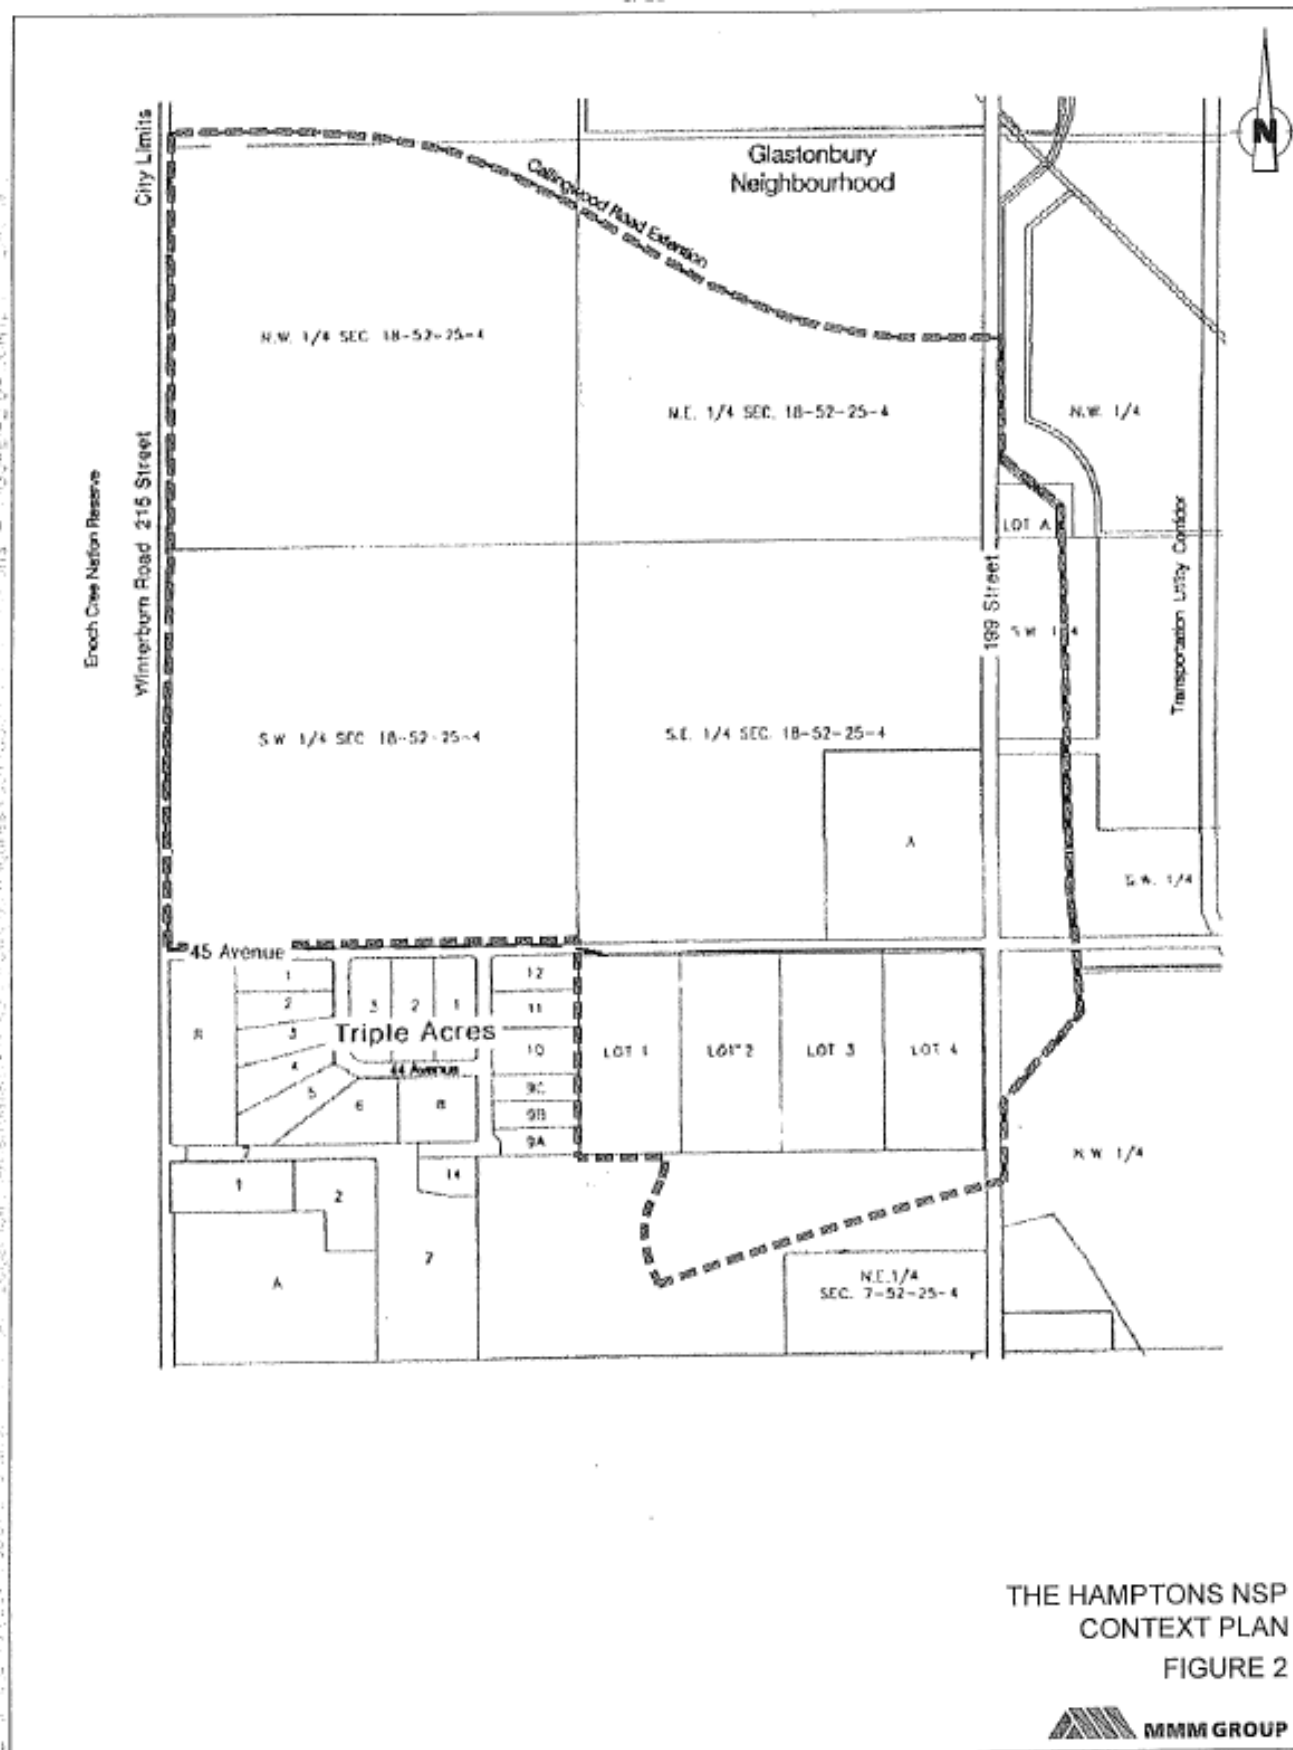 City Limits
N
Glastonbury
Neighbourhood
Callingwood Road Extention
N.W. 1/4 SEC. 18-52-25-4
N.E. 1/4 SEC. 18-52-25-4
N.W. 1/4
Enoch Cree Nation Reserve
Winterburn Road 215 Street
LOT A
199 Street
S.W. 1/4
Transportation Utility Corridor
S.W. 1/4 SEC 18-52-25-4
S.E. 1/4 SEC. 18-52-25-4
A
S.W. 1/4
45 Avenue
1
2
3
4
5
6
7
R
3
2
1
Triple Acres
44 Avenue
8
12
11
10
9C
9B
9A
LOT 1
LOT 2
LOT 3
LOT 4
N.W. 1/4
1
2
14
7
A
N.E.1/4
SEC. 7-52-25-4
THE HAMPTONS NSP
CONTEXT PLAN
FIGURE 2
MMM GROUP